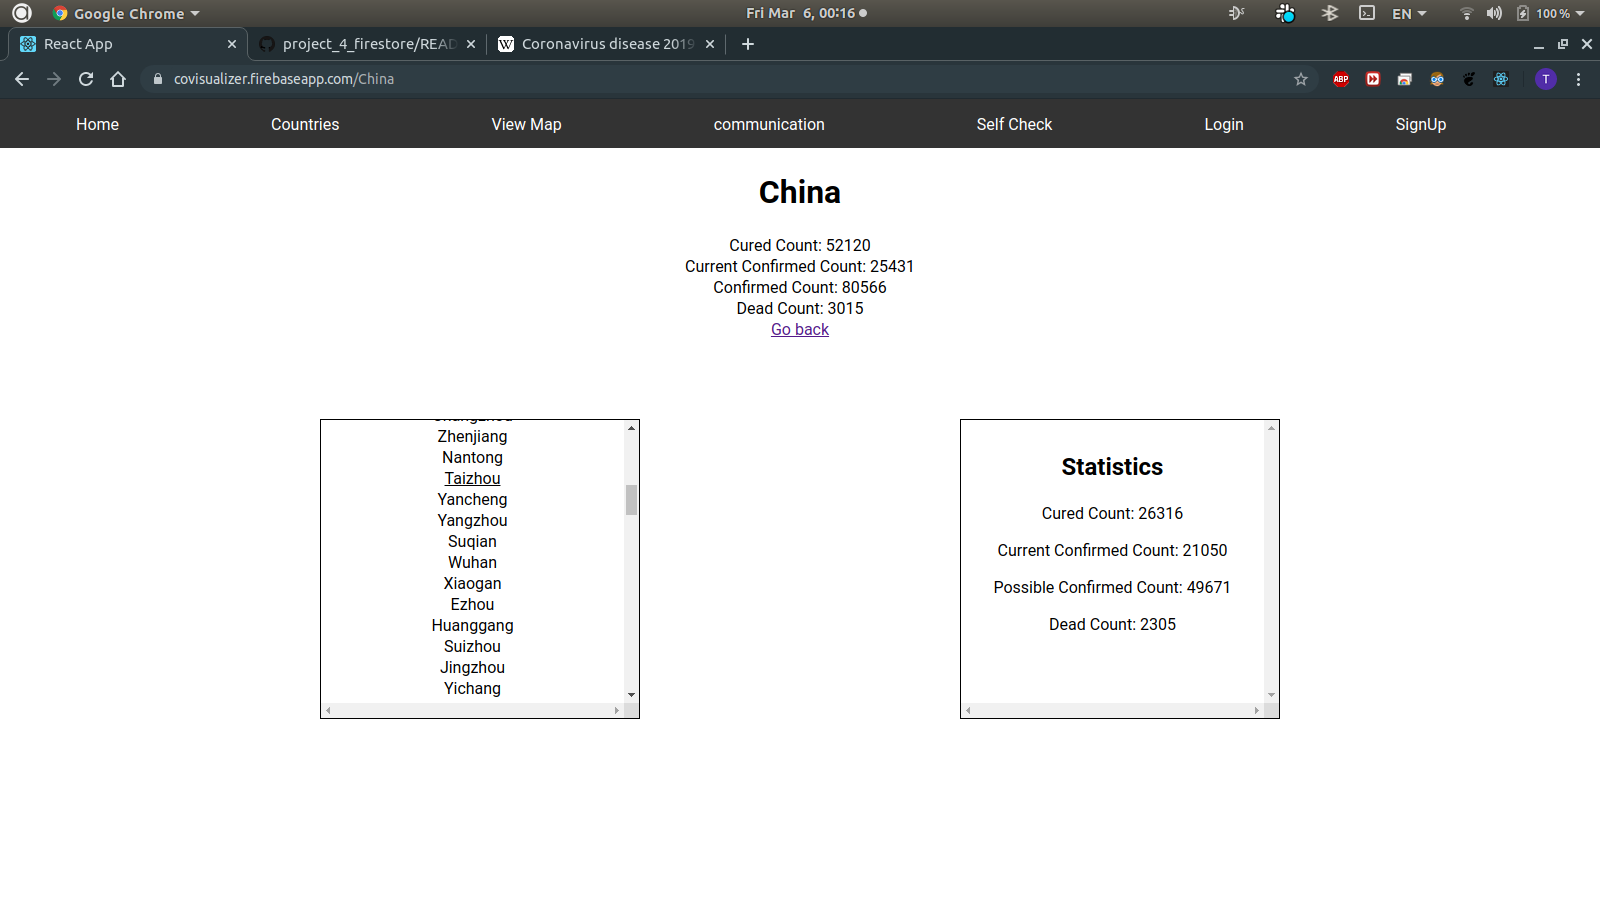 Google Chrome
Fri Mar 6, 00:16
EN
100 %
React App
project_4_firestore/READ
Coronavirus disease 2019
covisualizer.firebaseapp.com/China
ABP
T
Home
Countries
View Map
communication
Self Check
Login
SignUp
China
Cured Count: 52120
Current Confirmed Count: 25431
Confirmed Count: 80566
Dead Count: 3015
Go back
Zhenjiang
Nantong
Taizhou
Yancheng
Yangzhou
Suqian
Wuhan
Xiaogan
Ezhou
Huanggang
Suizhou
Jingzhou
Yichang
Statistics
Cured Count: 26316
Current Confirmed Count: 21050
Possible Confirmed Count: 49671
Dead Count: 2305